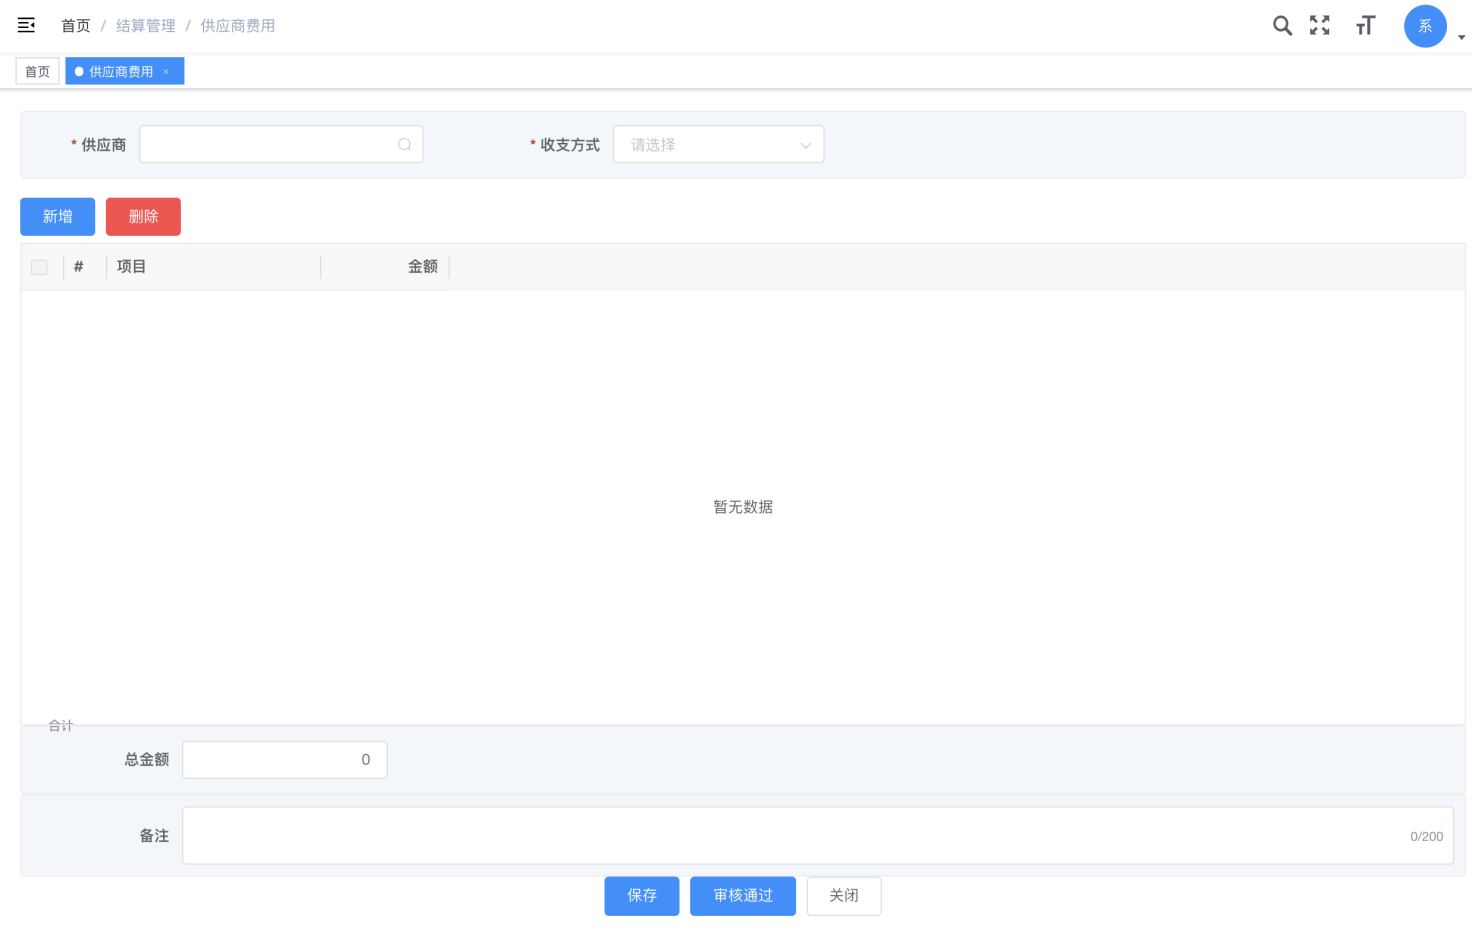 首页 / 结算管理 / 供应商费用
系
首页
供应商费用 ×
* 供应商
* 收支方式 请选择
新增 删除
# 项目 金额
暂无数据
合计
总金额 0
备注 0/200
保存 审核通过 关闭